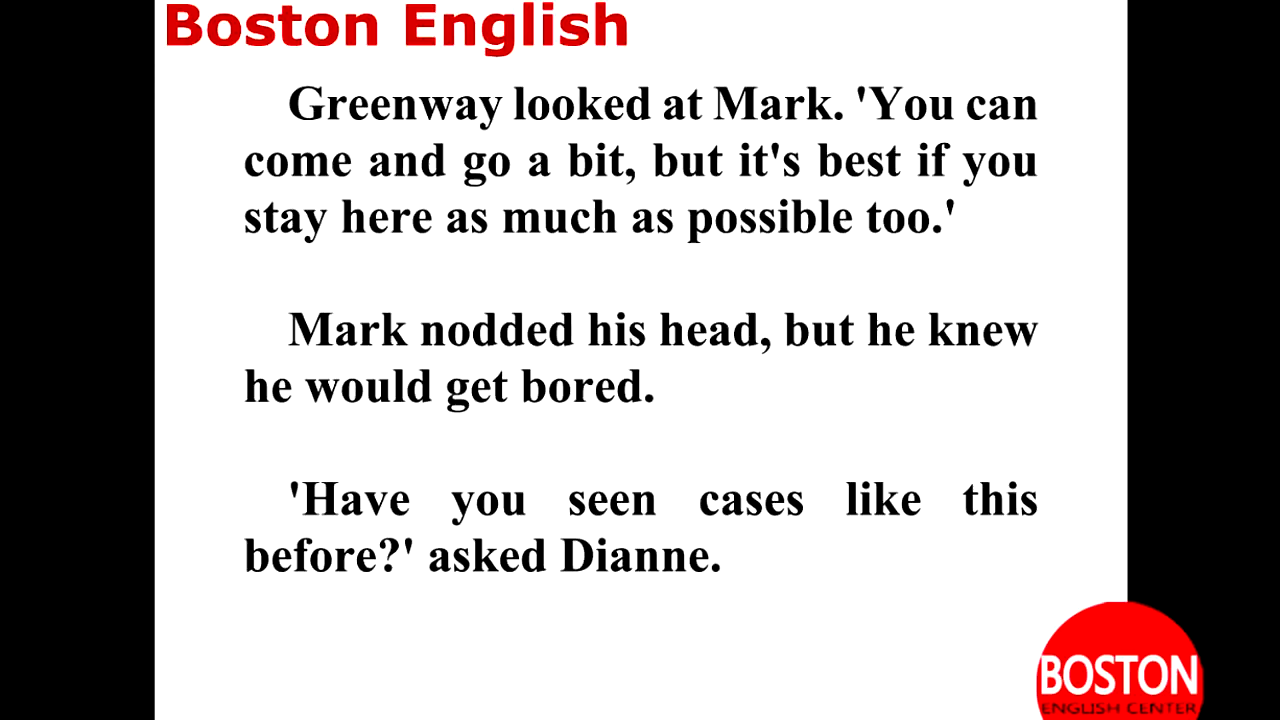 Boston English
Greenway looked at Mark. 'You can
come and go a bit, but it's best if you
stay here as much as possible too.'
Mark nodded his head, but he knew
he would get bored.
'Have you seen cases like this
before?' asked Dianne.
BOSTON
ENGLISH CENTER